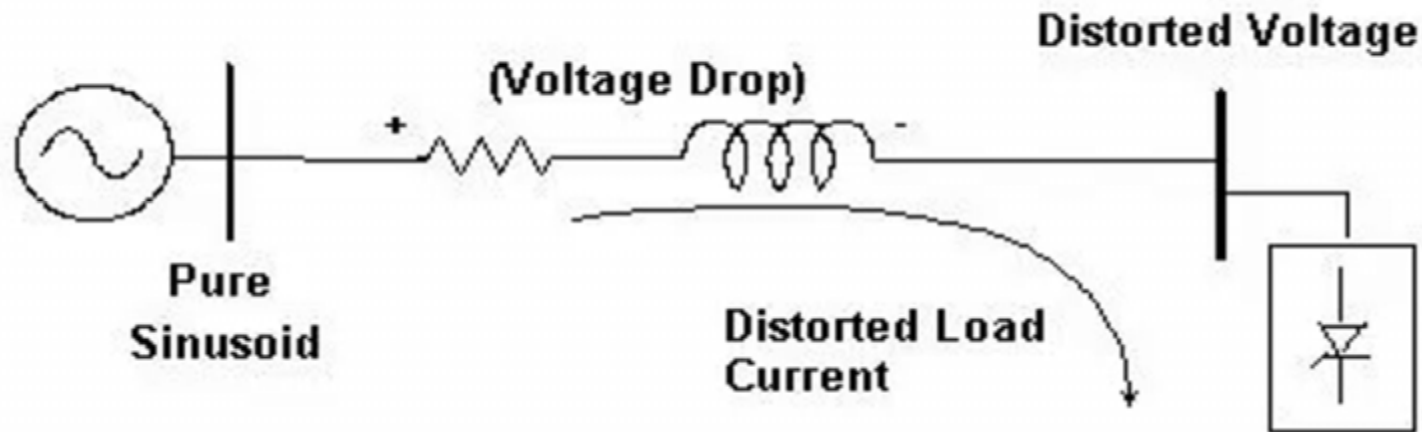 Distorted Voltage
(Voltage Drop)
+
-
Pure
Sinusoid
Distorted Load
Current